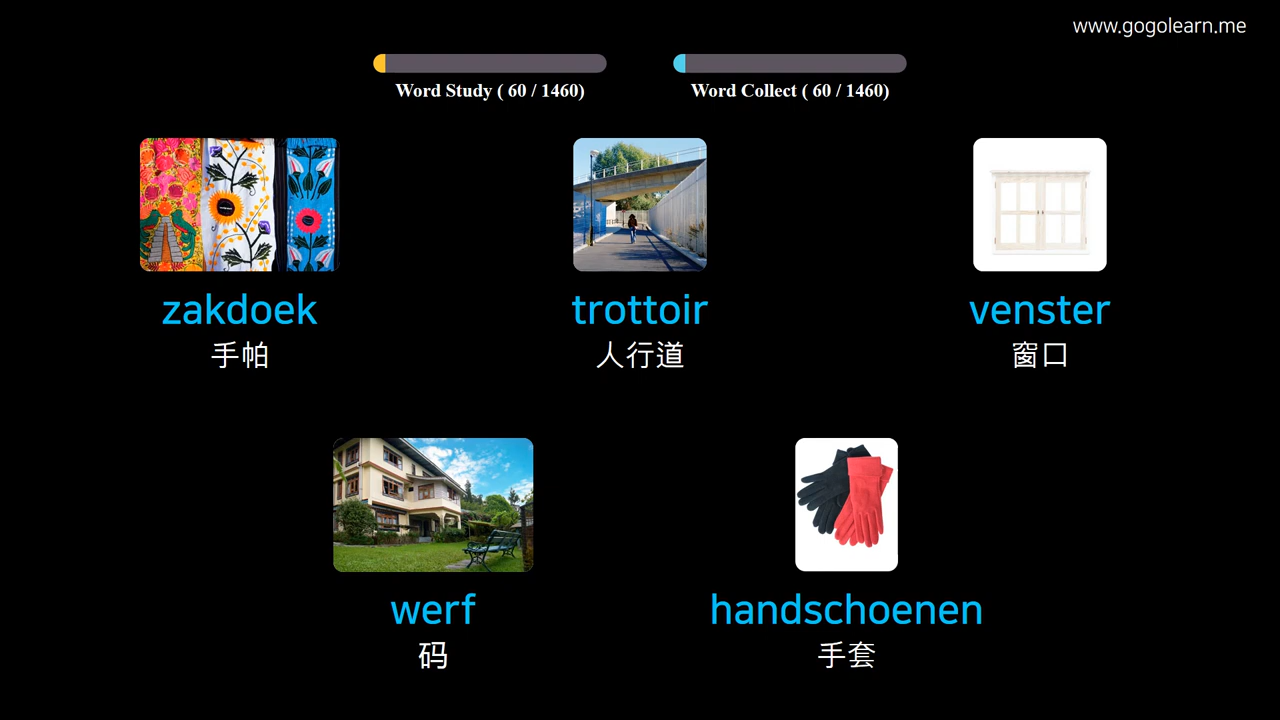 www.gogolearn.me
Word Study ( 60 / 1460)
Word Collect ( 60 / 1460)
zakdoek
手帕
trottoir
人行道
venster
窗口
werf
码
handschoenen
手套